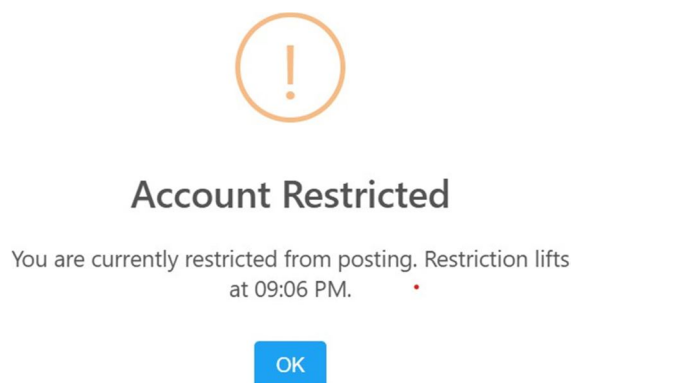 !
Account Restricted
You are currently restricted from posting. Restriction lifts
at 09:06 PM.
OK